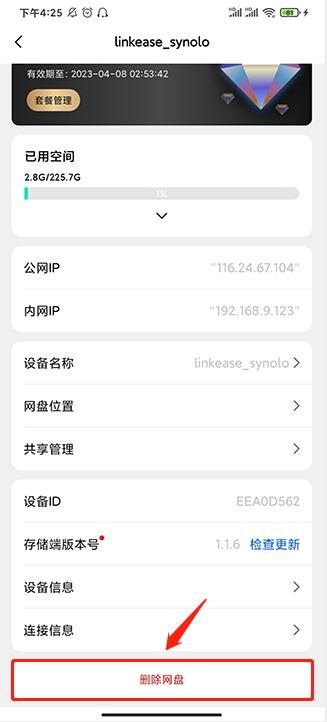 下午4:25
HD HD 81
linkease_synolo
有效期至：2023-04-08 02:53:42
套餐管理
已用空间
2.8G/225.7G
1%
公网IP "116.24.67.104"
内网IP "192.168.9.123"
设备名称 linkease_synolo
网盘位置
共享管理
设备ID EEA0D562
存储端版本号 1.1.6 检查更新
设备信息
连接信息
删除网盘